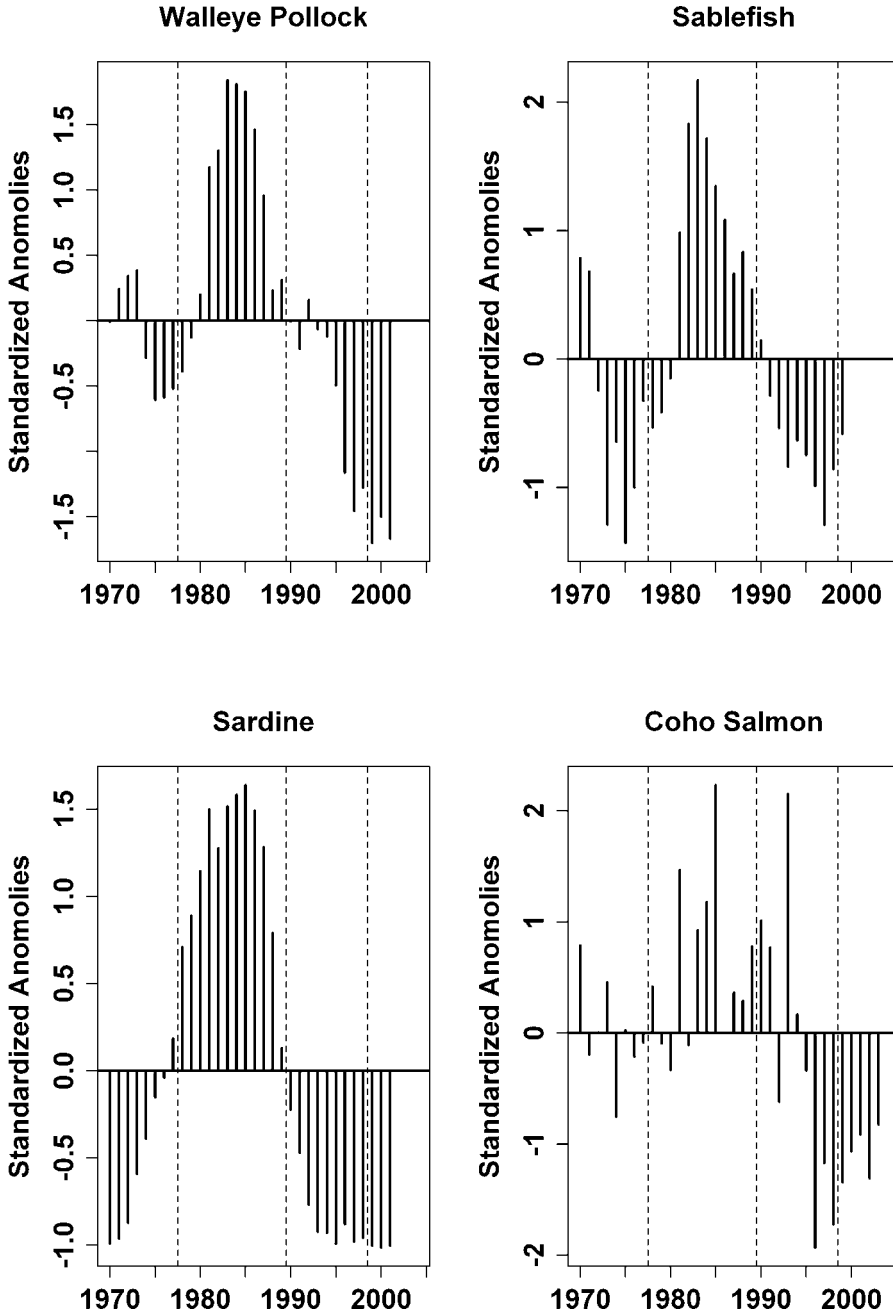 Walleye Pollock
Standardized Anomolies
1.5
1.0
0.5
-0.5
-1.5
1970 1980 1990 2000
Sablefish
Standardized Anomolies
2
1
0
-1
1970 1980 1990 2000
Sardine
Standardized Anomolies
1.5
1.0
0.5
0.0
-0.5
-1.0
1970 1980 1990 2000
Coho Salmon
Standardized Anomolies
2
1
0
-1
-2
1970 1980 1990 2000